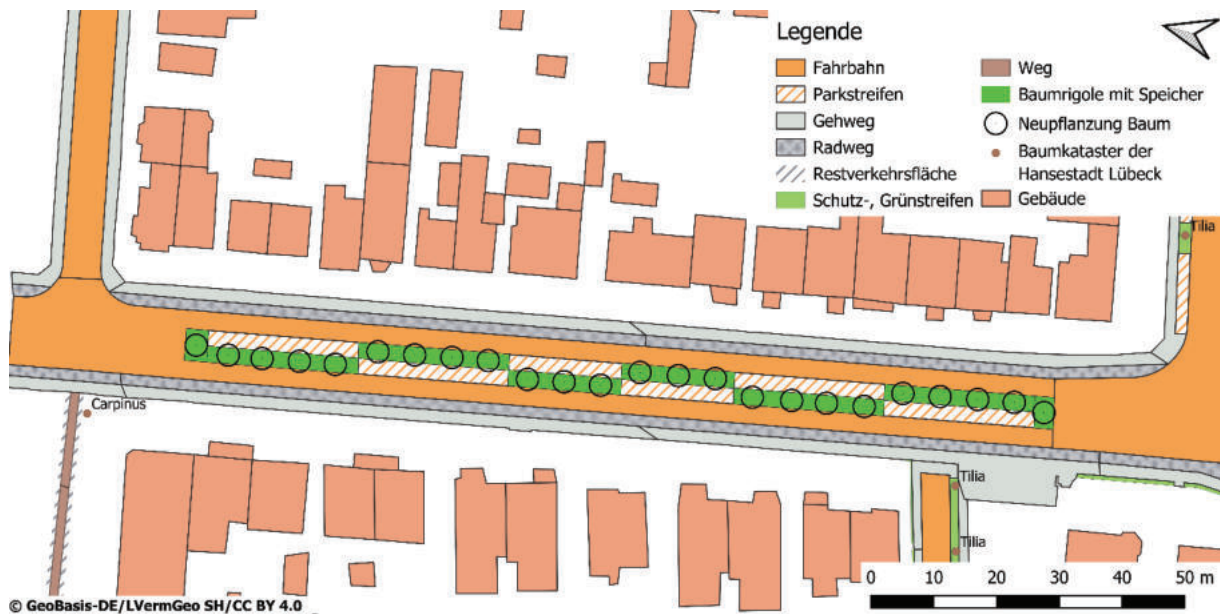 Legende
Fahrbahn
Parkstreifen
Gehweg
Radweg
Restverkehrsfläche
Schutz-, Grünstreifen
Weg
Baumrigole mit Speicher
Neupflanzung Baum
Baumkataster der
Hansestadt Lübeck
Gebäude
Tilia
Carpinus
Tilia
Tilia
0 10 20 30 40 50 m
© GeoBasis-DE/LVermGeo SH/CC BY 4.0